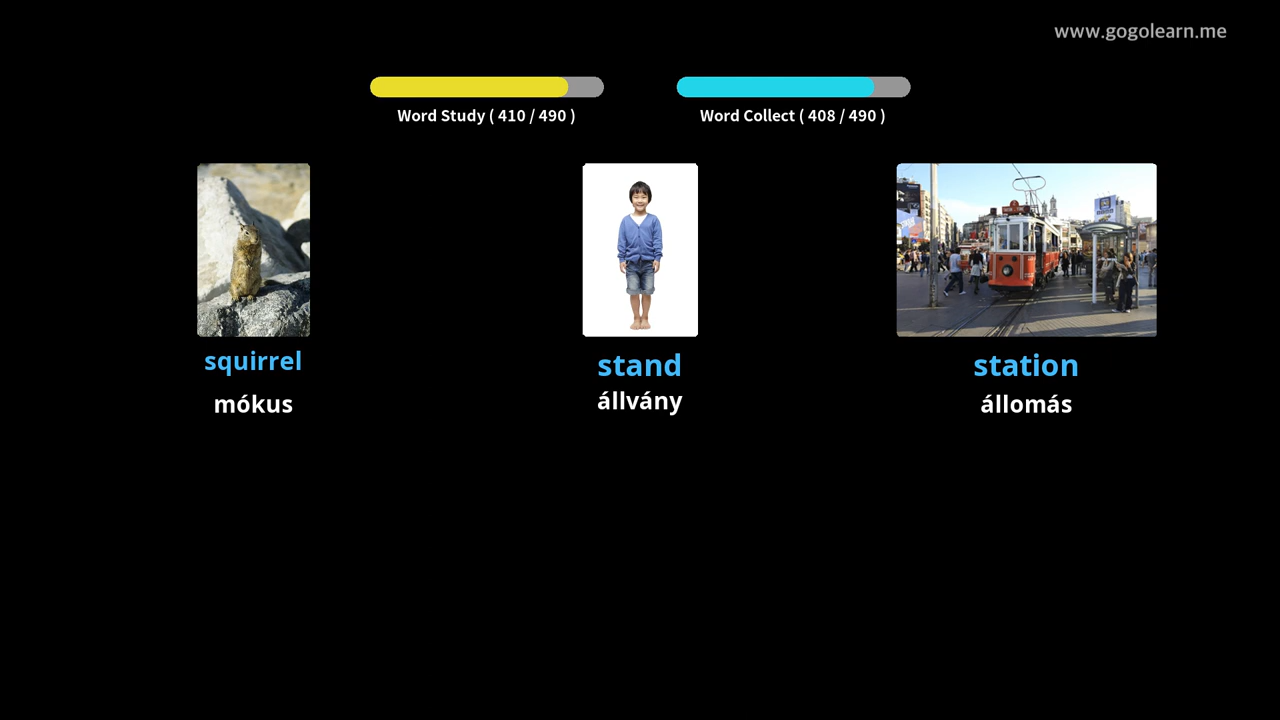 www.gogolearn.me
Word Study ( 410 / 490 )
Word Collect ( 408 / 490 )
squirrel
mókus
stand
állvány
station
állomás